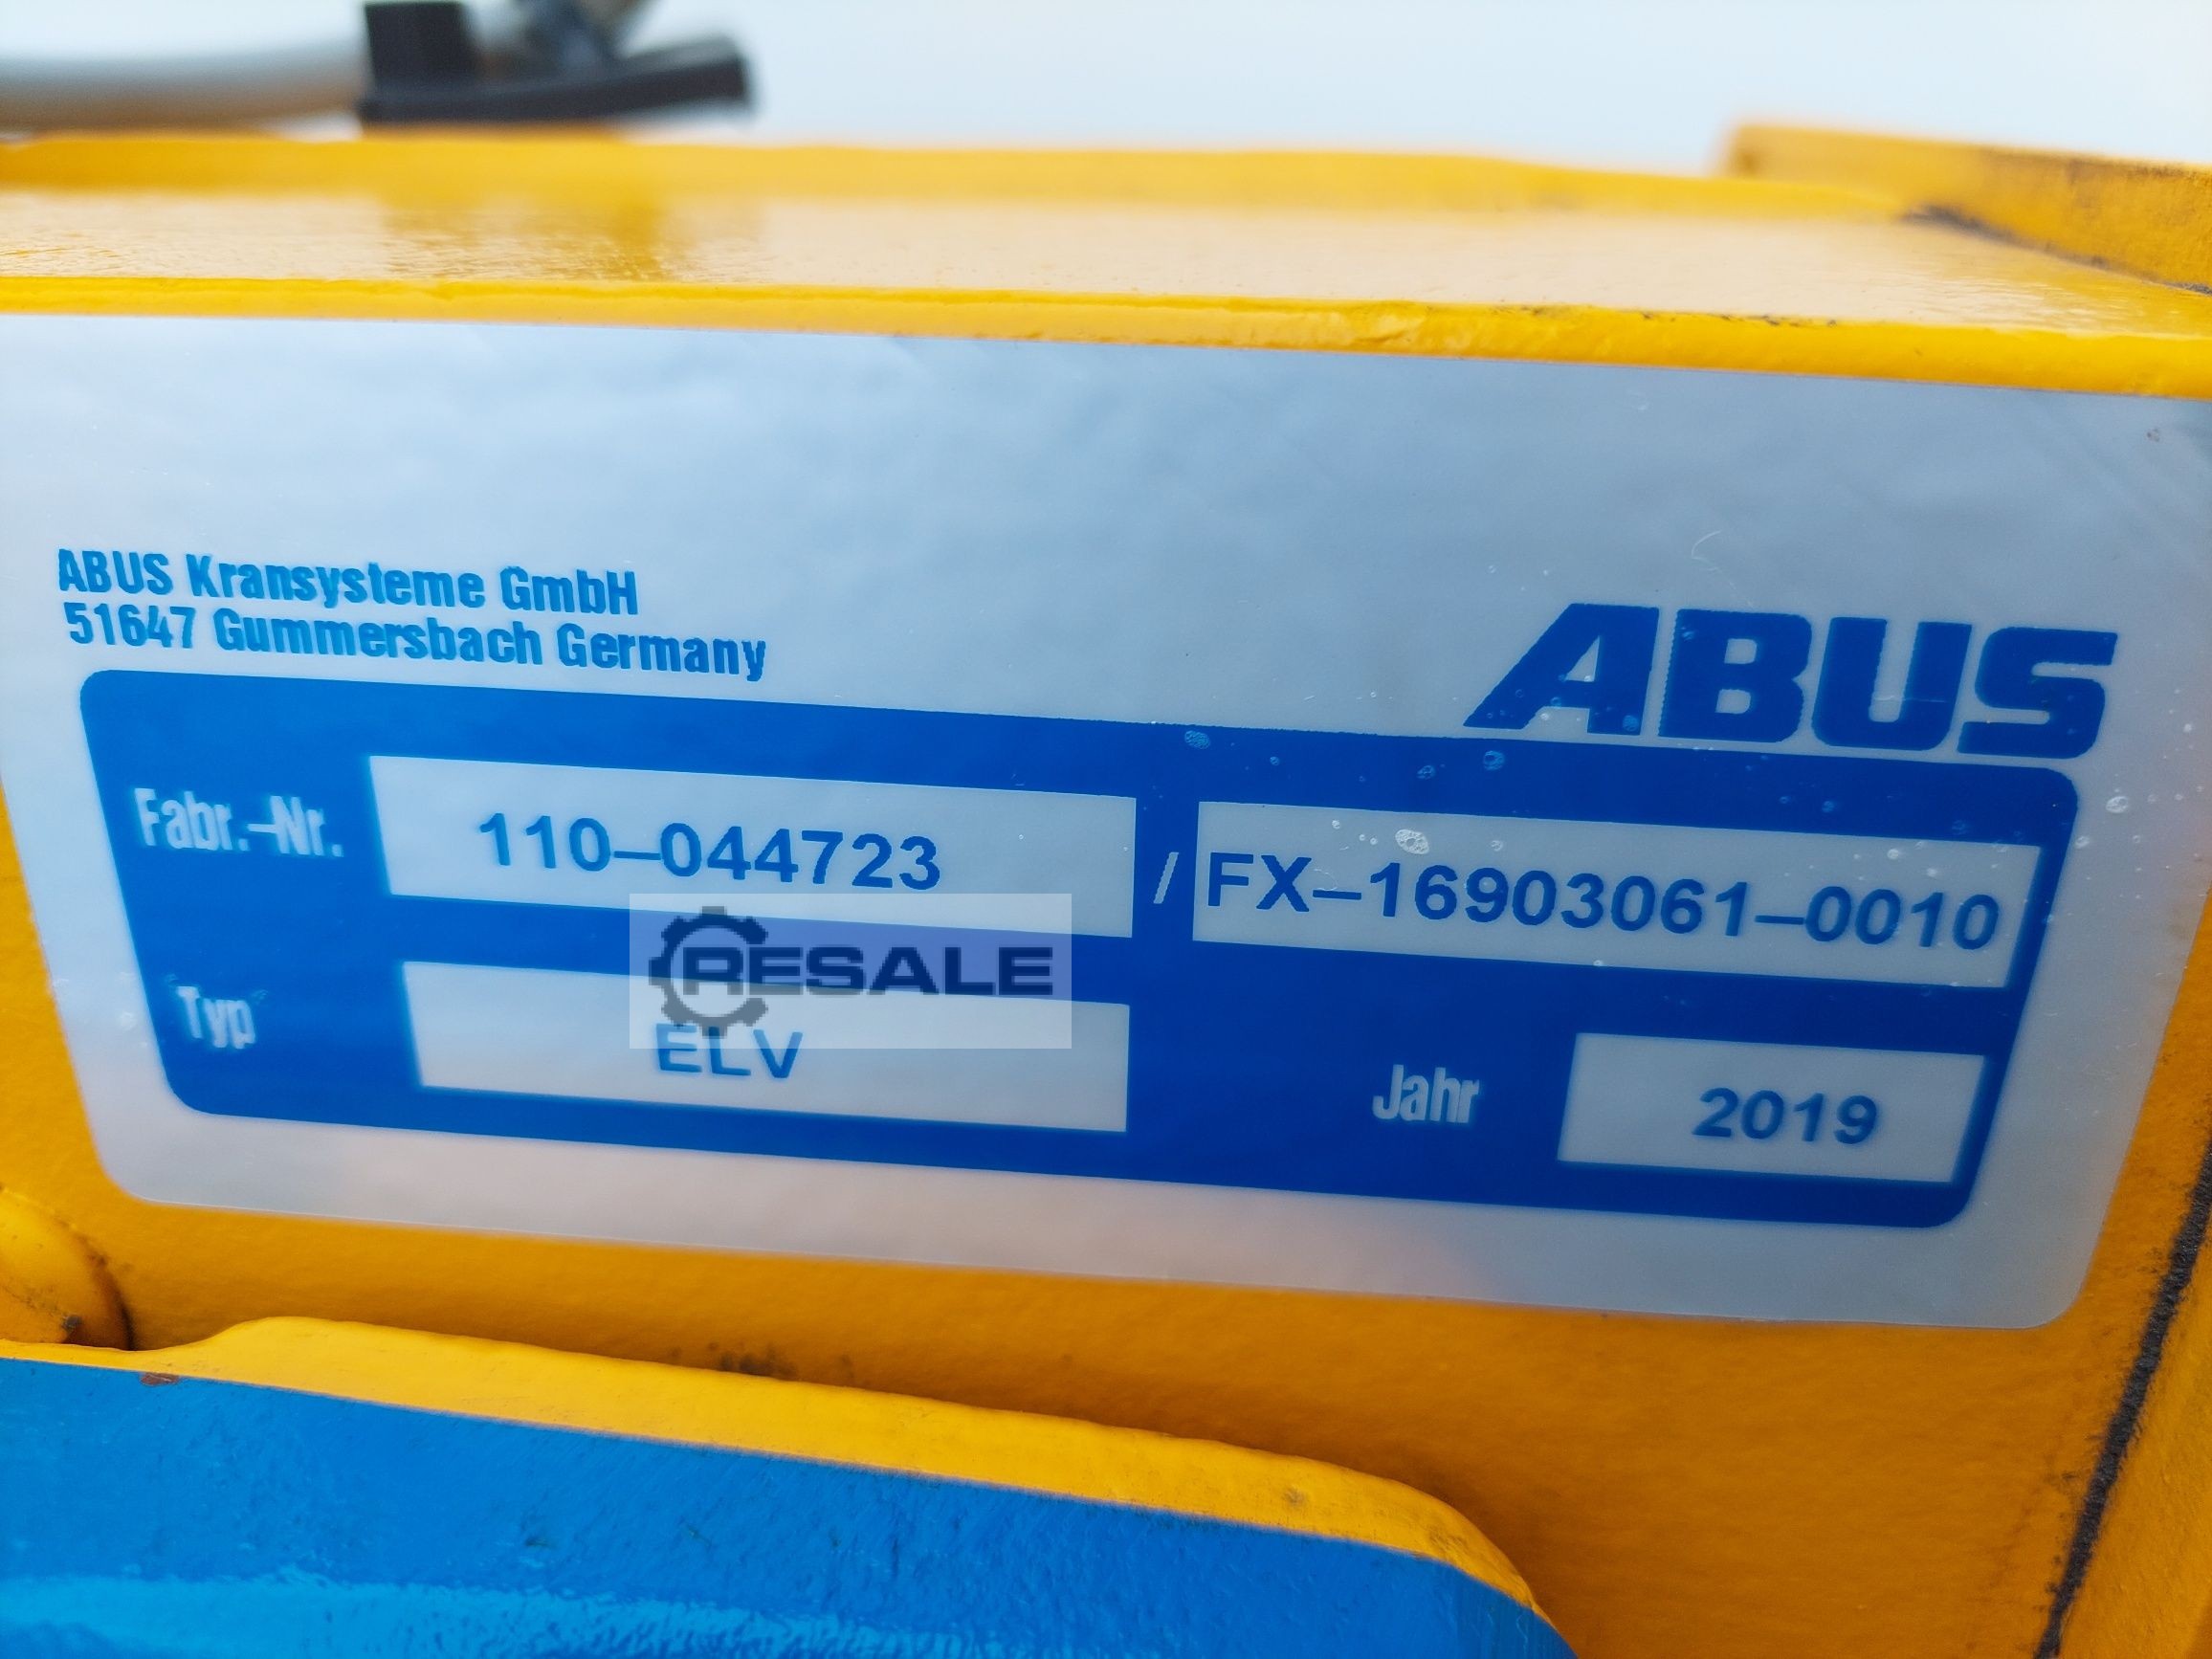 ABUS Kransysteme GmbH
51647 Gummersbach Germany
ABUS
Fabr.-Nr. 110-044723 / FX-16903061-0010
RESALE
Typ ELV Jahr 2019